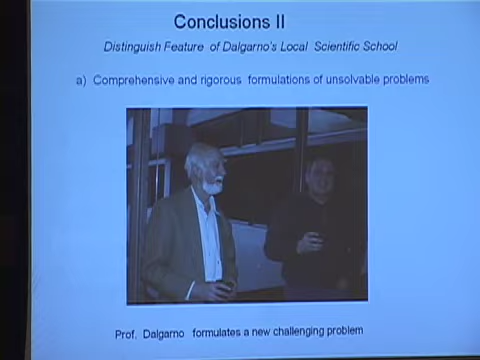 Conclusions II
Distinguish Feature of Dalgarno's Local Scientific School
a) Comprehensive and rigorous formulations of unsolvable problems
Prof. Dalgarno formulates a new challenging problem